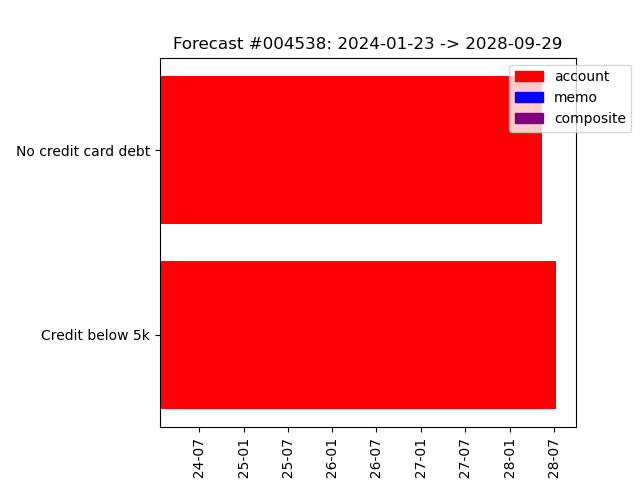 Forecast #004538: 2024-01-23 -> 2028-09-29
account
memo
composite
No credit card debt
Credit below 5k
24-07
25-01
25-07
26-01
26-07
27-01
27-07
28-01
28-07